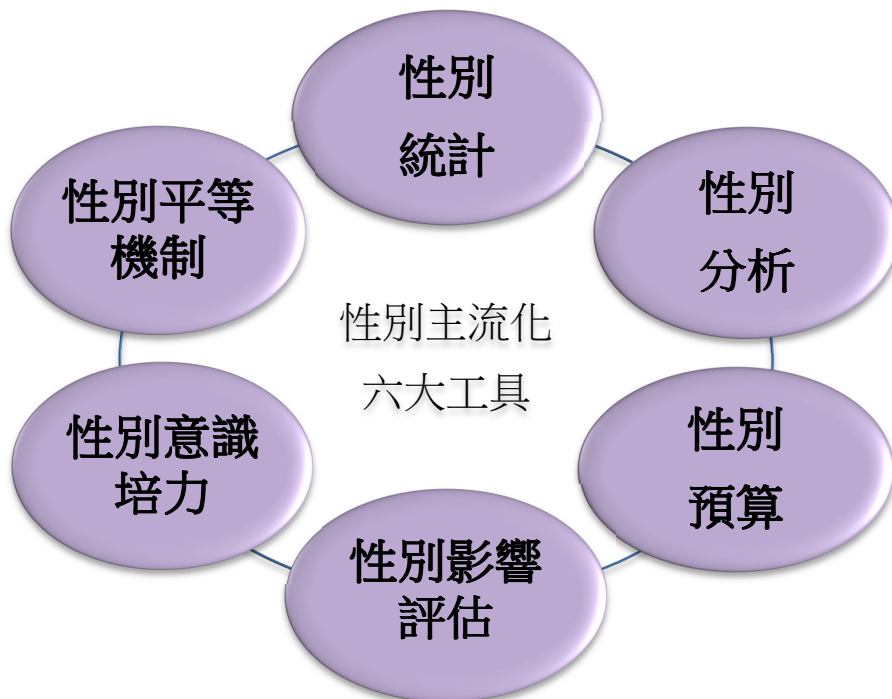 性別
統計
性別
分析
性別
預算
性別影響
評估
性別意識
培力
性別平等
機制
性別主流化
六大工具